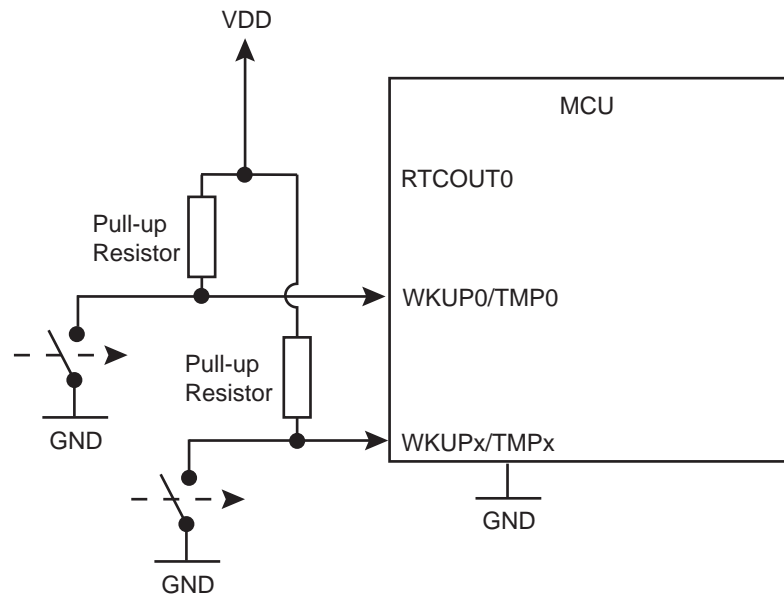 VDD
MCU
RTCOUT0
Pull-up
Resistor
WKUP0/TMP0
Pull-up
Resistor
GND
WKUPx/TMPx
GND
GND